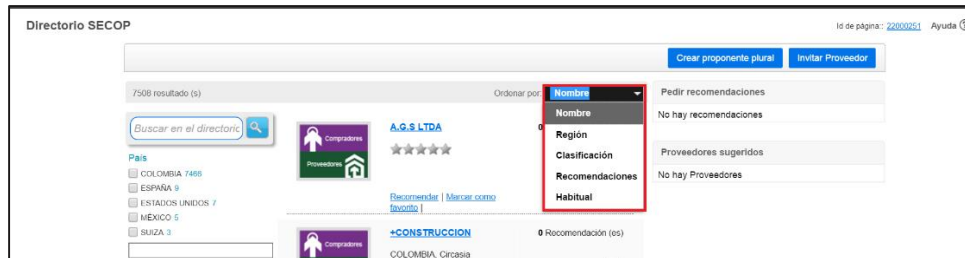 Directorio SECOP
Id de página:: 22000251 Ayuda
Crear proponente plural Invitar Proveedor
7508 resultado (s)
Ordenar por: Nombre
Pedir recomendaciones
Nombre
Región
Clasificación
Recomendaciones
Habitual
No hay recomendaciones
Proveedores sugeridos
No hay Proveedores
Buscar en el directoric
País
COLOMBIA 7466
ESPAÑA 9
ESTADOS UNIDOS 7
MÉXICO 5
SUIZA 3
Compradores
Proveedores
A.G.S LTDA
0
Recomendar | Marcar como
favorito |
Compradores
+CONSTRUCCION
0 Recomendación (es)
COLOMBIA, Circasia